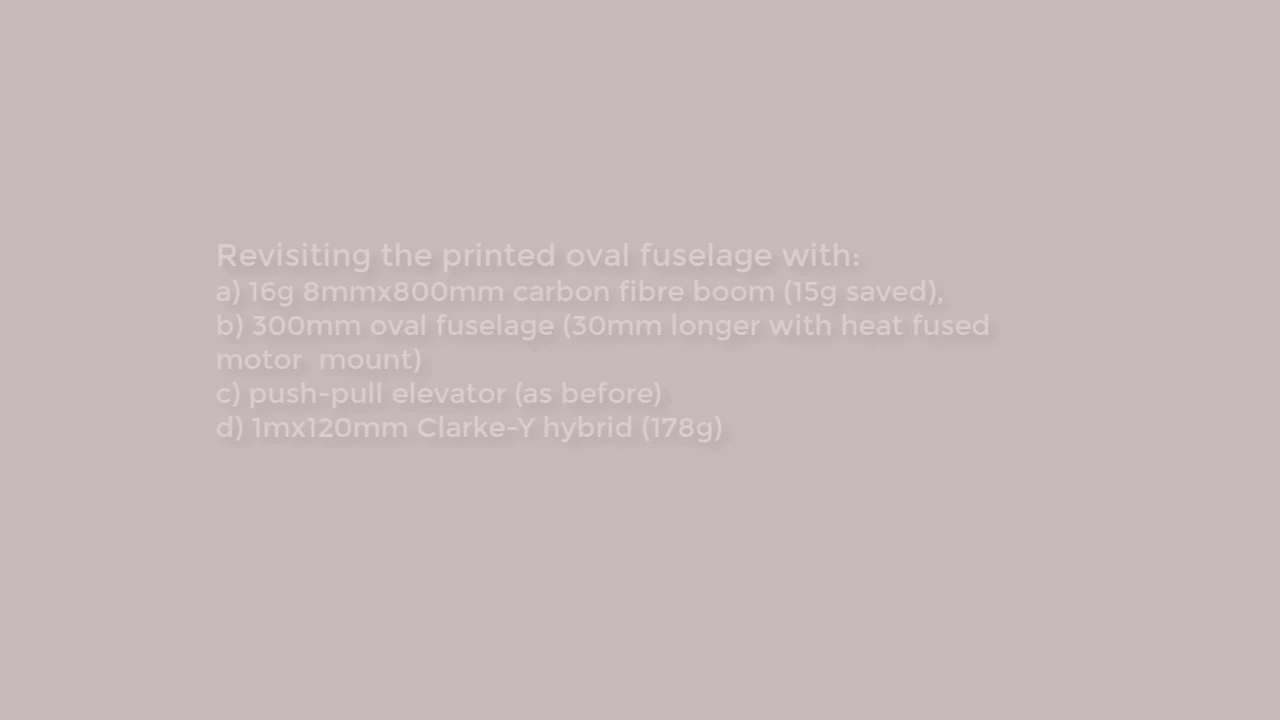 Revisiting the printed oval fuselage with:
a) 16g 8mmx800mm carbon fibre boom (15g saved),
b) 300mm oval fuselage (30mm longer with heat fused
motor  mount)
c) push-pull elevator (as before)
d) 1mx120mm Clarke-Y hybrid (178g)